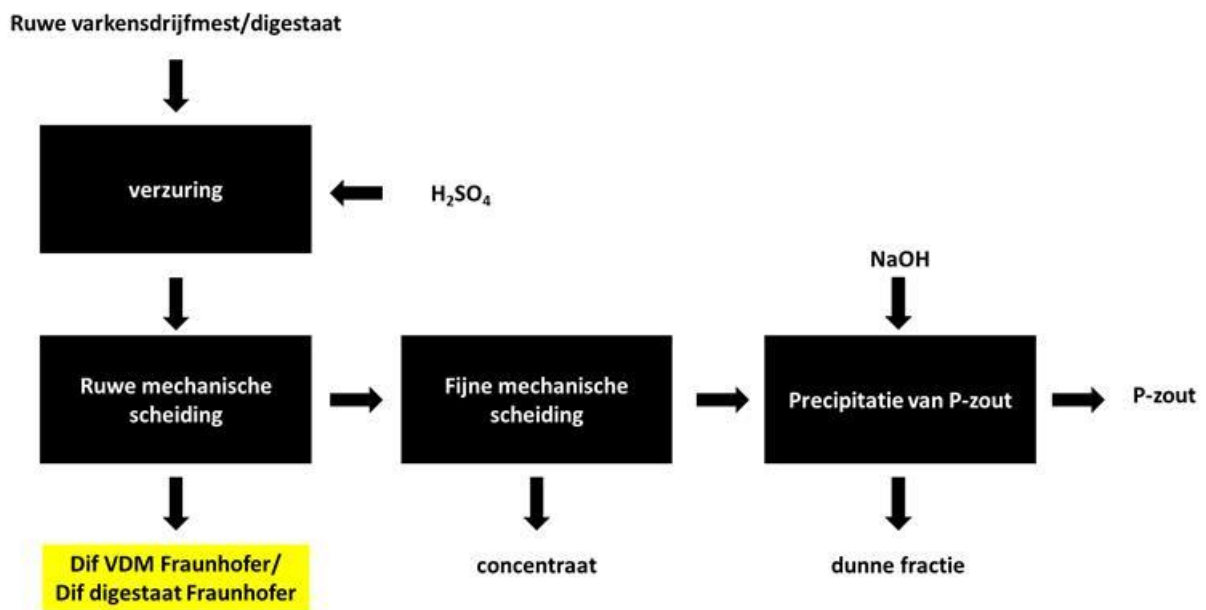 Ruwe varkensdrijfmest/digestaat
verzuring
H₂SO₄
NaOH
Ruwe mechanische
scheiding
Fijne mechanische
scheiding
Precipitatie van P-zout
P-zout
Dif VDM Fraunhofer/
Dif digestaat Fraunhofer
concentraat
dunne fractie